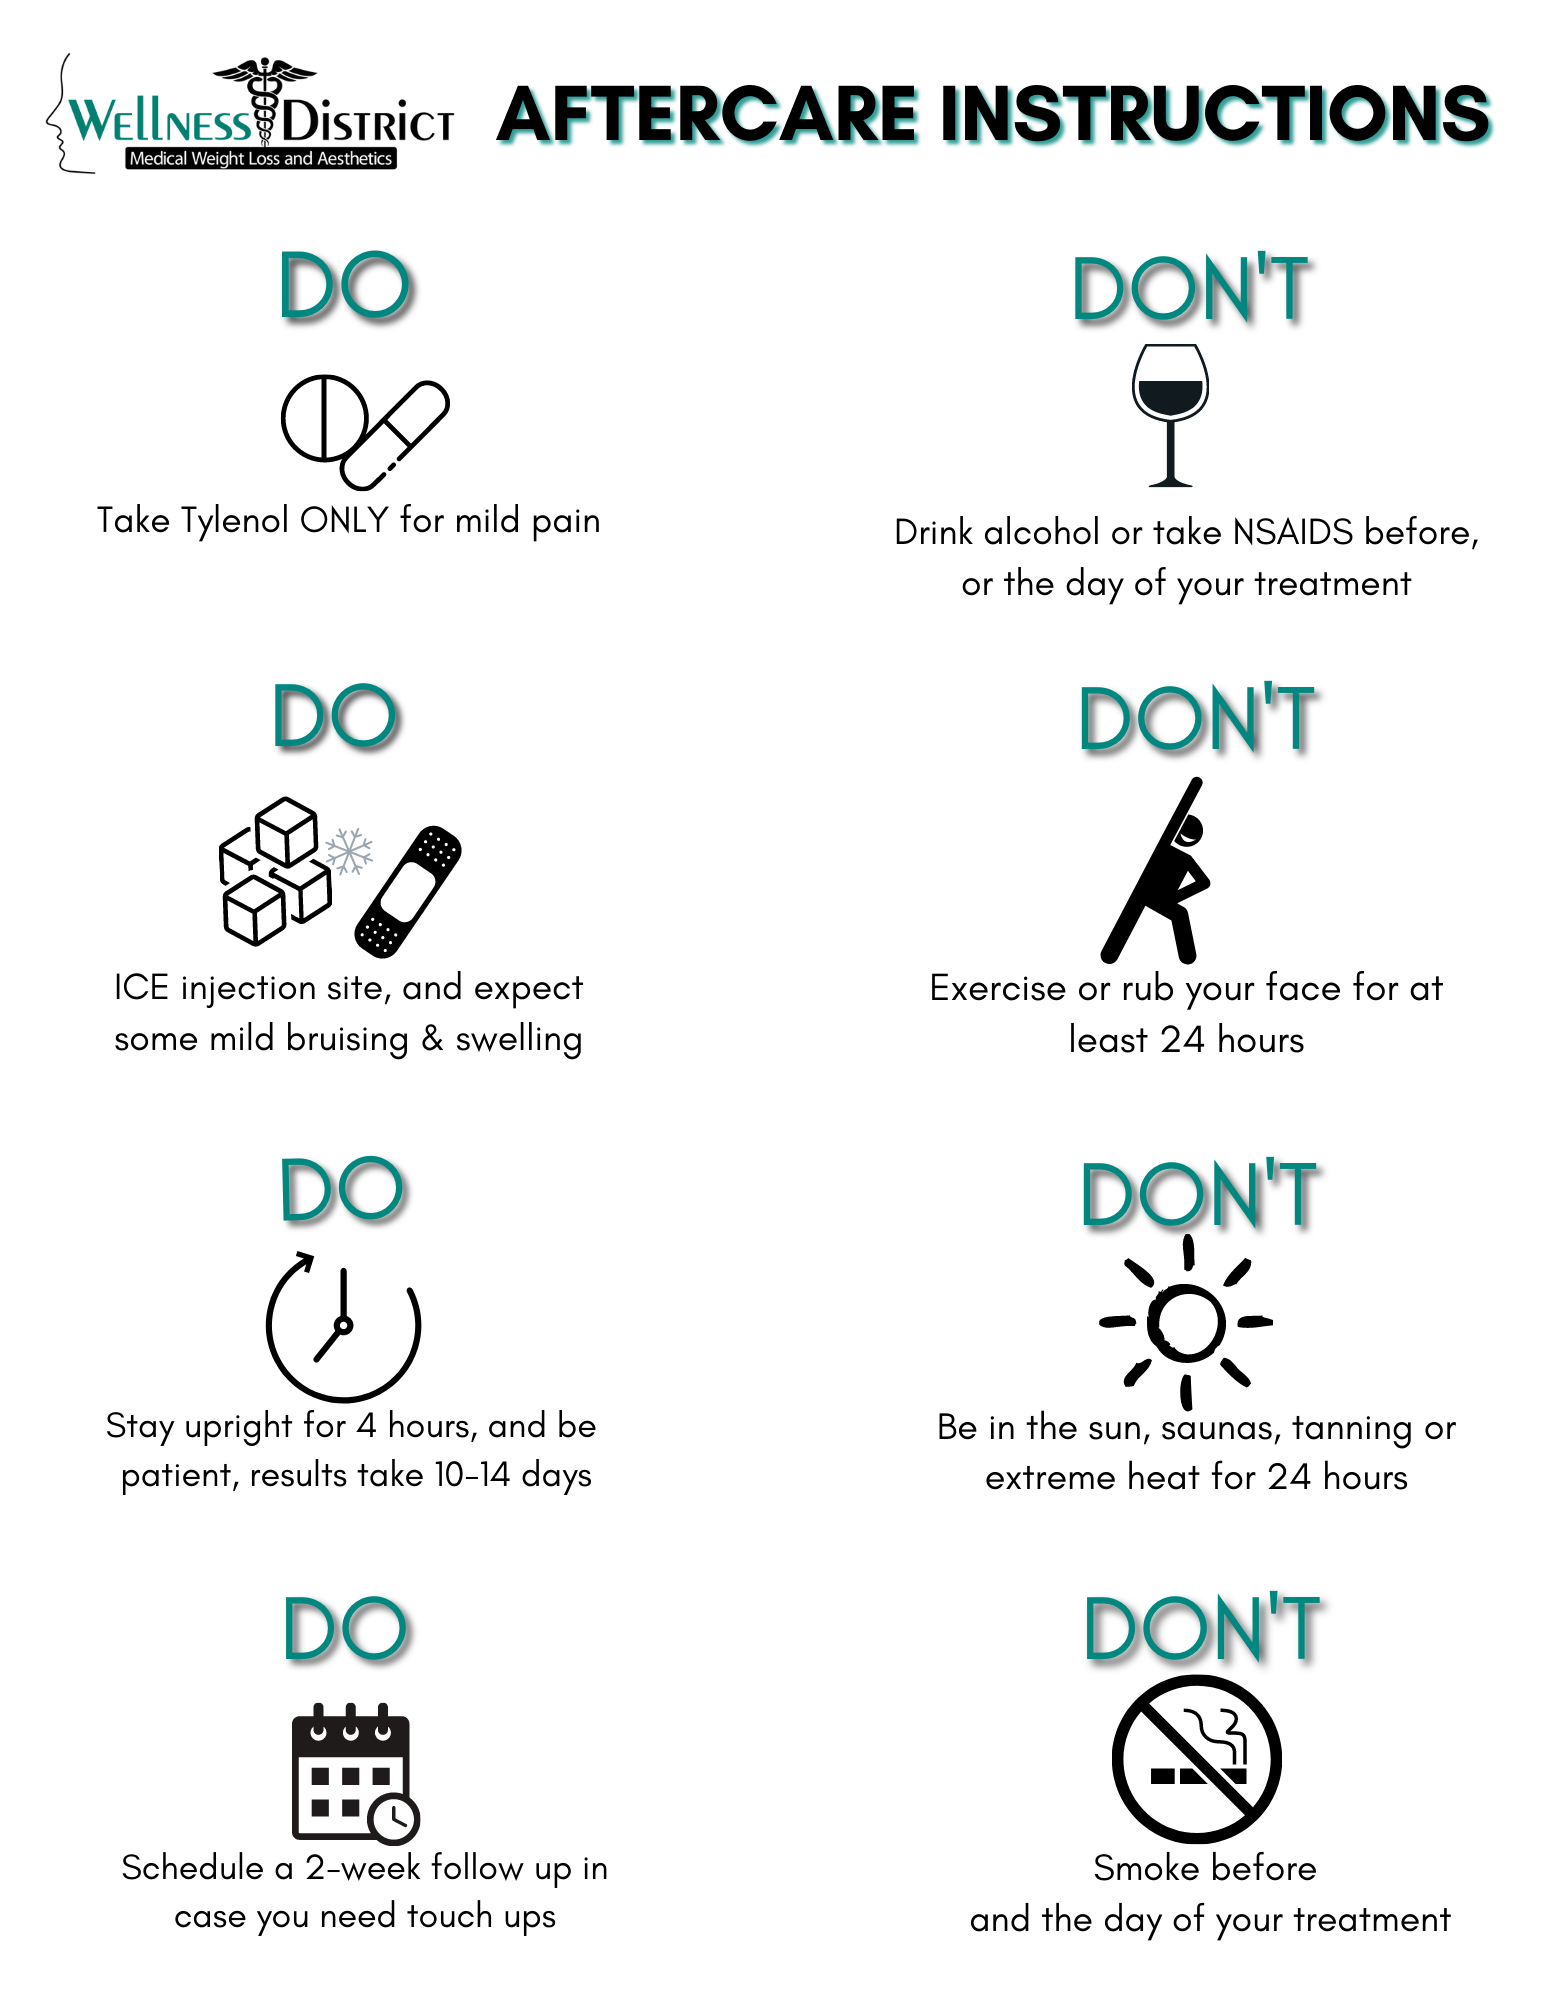 Wellness District
Medical Weight Loss and Aesthetics
AFTERCARE INSTRUCTIONS
DO
Take Tylenol ONLY for mild pain
DON'T
Drink alcohol or take NSAIDS before,
or the day of your treatment
DO
ICE injection site, and expect
some mild bruising & swelling
DON'T
Exercise or rub your face for at
least 24 hours
DO
Stay upright for 4 hours, and be
patient, results take 10-14 days
DON'T
Be in the sun, saunas, tanning or
extreme heat for 24 hours
DO
Schedule a 2-week follow up in
case you need touch ups
DON'T
Smoke before
and the day of your treatment